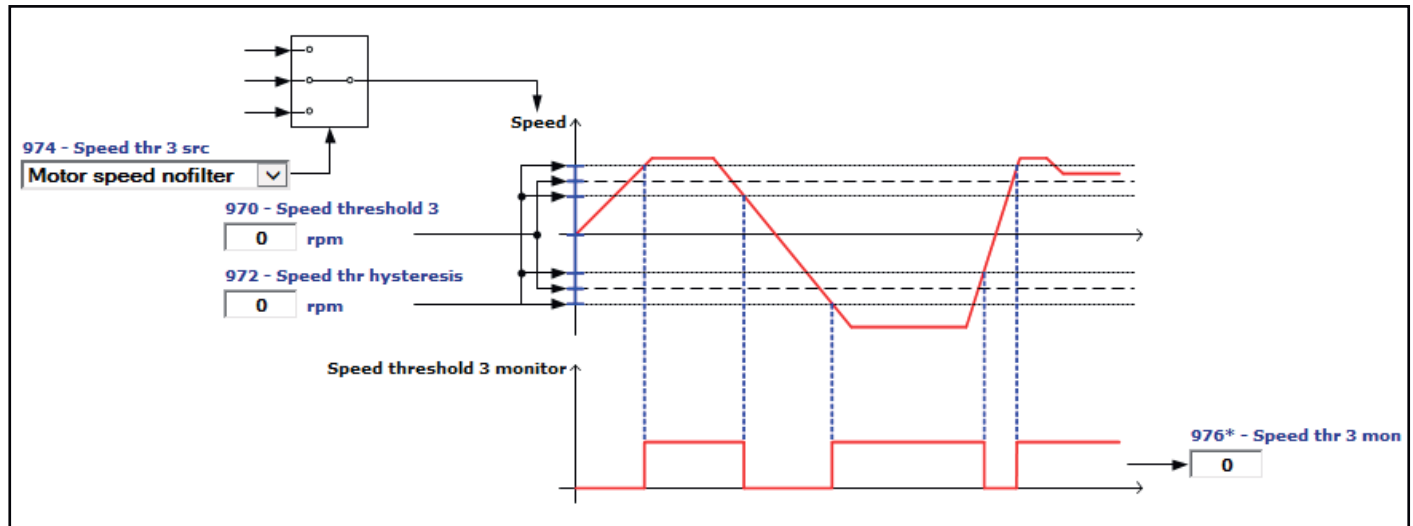 Speed
974 - Speed thr 3 src
Motor speed nofilter
970 - Speed threshold 3
0 rpm
972 - Speed thr hysteresis
0 rpm
Speed threshold 3 monitor
976* - Speed thr 3 mon
0